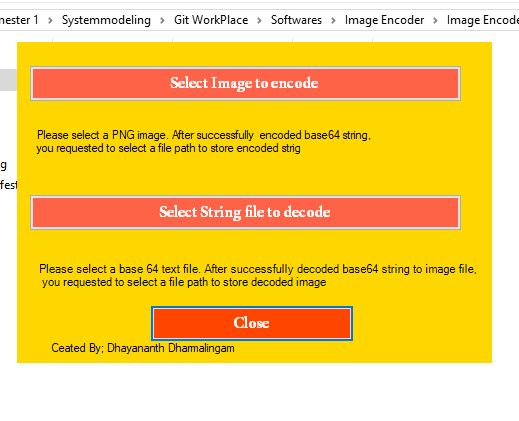 nester 1 > Systemmodeling > Git WorkPlace > Softwares > Image Encoder > Image Encode
Select Image to encode
Please select a PNG image. After successfully encoded base64 string,
you requested to select a file path to store encoded strig
g
fest
Select String file to decode
Please select a base 64 text file. After successfully decoded base64 string to image file,
you requested to select a file path to store decoded image
Close
Ceated By; Dhayananth Dharmalingam